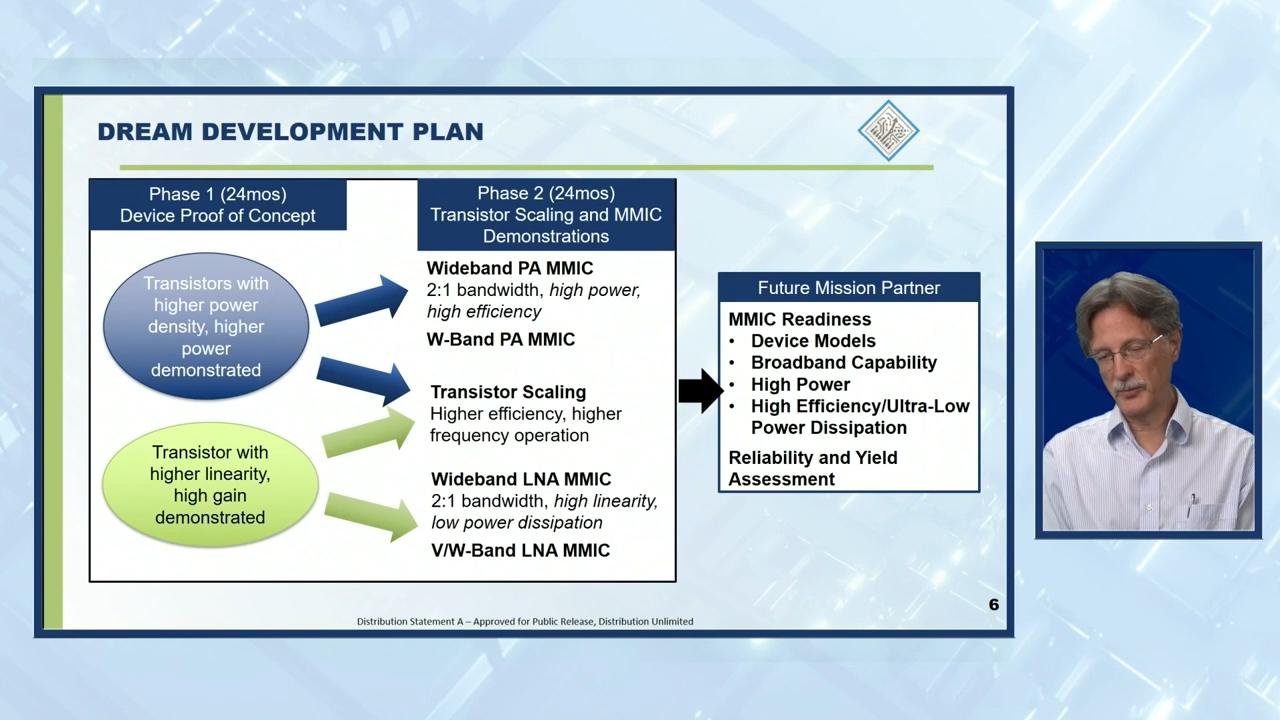 DREAM DEVELOPMENT PLAN
Phase 1 (24mos)
Device Proof of Concept
Transistors with
higher power
density, higher
power
demonstrated
Transistor with
higher linearity,
high gain
demonstrated
Phase 2 (24mos)
Transistor Scaling and MMIC
Demonstrations
Wideband PA MMIC
2:1 bandwidth, high power,
high efficiency
W-Band PA MMIC
Transistor Scaling
Higher efficiency, higher
frequency operation
Wideband LNA MMIC
2:1 bandwidth, high linearity,
low power dissipation
V/W-Band LNA MMIC
Future Mission Partner
MMIC Readiness
• Device Models
• Broadband Capability
• High Power
• High Efficiency/Ultra-Low
Power Dissipation
Reliability and Yield
Assessment
6
Distribution Statement A – Approved for Public Release, Distribution Unlimited